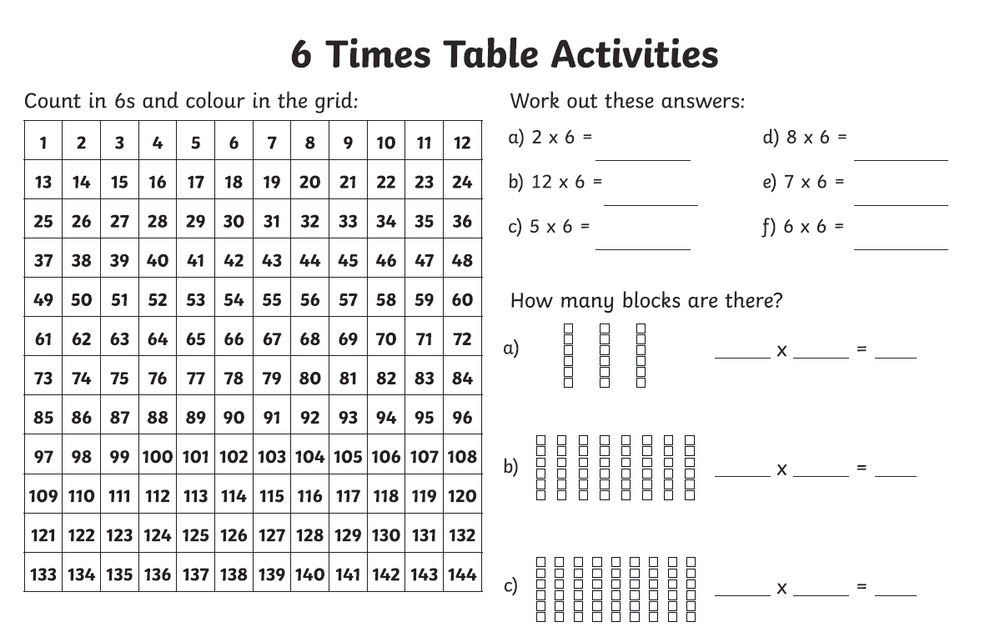 6 Times Table Activities
Count in 6s and colour in the grid:
1 2 3 4 5 6 7 8 9 10 11 12
13 14 15 16 17 18 19 20 21 22 23 24
25 26 27 28 29 30 31 32 33 34 35 36
37 38 39 40 41 42 43 44 45 46 47 48
49 50 51 52 53 54 55 56 57 58 59 60
61 62 63 64 65 66 67 68 69 70 71 72
73 74 75 76 77 78 79 80 81 82 83 84
85 86 87 88 89 90 91 92 93 94 95 96
97 98 99 100 101 102 103 104 105 106 107 108
109 110 111 112 113 114 115 116 117 118 119 120
121 122 123 124 125 126 127 128 129 130 131 132
133 134 135 136 137 138 139 140 141 142 143 144
Work out these answers:
a) 2 x 6 = ________
d) 8 x 6 = ________
b) 12 x 6 = ________
e) 7 x 6 = ________
c) 5 x 6 = ________
f) 6 x 6 = ________
How many blocks are there?
a) _____ x _____ = ____
b) _____ x _____ = ____
c) _____ x _____ = ____